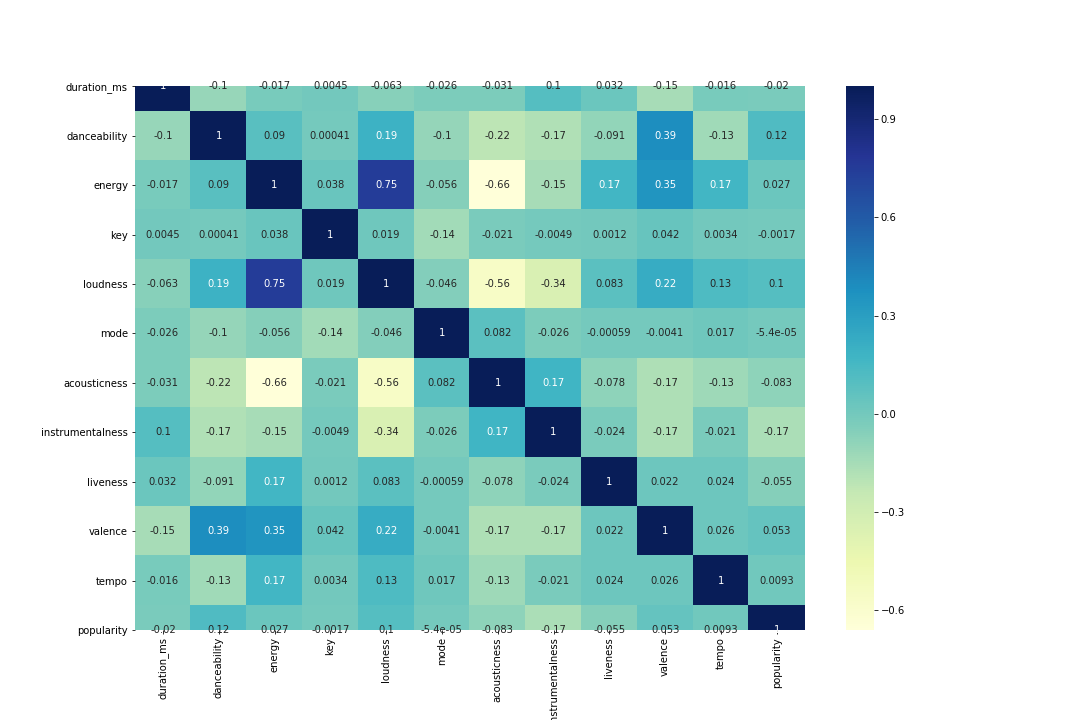 duration_ms 1 -0.1 -0.017 0.0045 -0.063 -0.026 -0.031 0.1 0.032 -0.15 -0.016 -0.02
danceability -0.1 1 0.09 0.00041 0.19 -0.1 -0.22 -0.17 -0.091 0.39 -0.13 0.12
energy -0.017 0.09 1 0.038 0.75 -0.056 -0.66 -0.15 0.17 0.35 0.17 0.027
key 0.0045 0.00041 0.038 1 0.019 -0.14 -0.021 -0.0049 0.0012 0.042 0.0034 -0.0017
loudness -0.063 0.19 0.75 0.019 1 -0.046 -0.56 -0.34 0.083 0.22 0.13 0.1
mode -0.026 -0.1 -0.056 -0.14 -0.046 1 0.082 -0.026 -0.00059 -0.0041 0.017 -5.4e-05
acousticness -0.031 -0.22 -0.66 -0.021 -0.56 0.082 1 0.17 -0.078 -0.17 -0.13 -0.083
instrumentalness 0.1 -0.17 -0.15 -0.0049 -0.34 -0.026 0.17 1 -0.024 -0.17 -0.021 -0.17
liveness 0.032 -0.091 0.17 0.0012 0.083 -0.00059 -0.078 -0.024 1 0.022 0.024 -0.055
valence -0.15 0.39 0.35 0.042 0.22 -0.0041 -0.17 -0.17 0.022 1 0.026 0.053
tempo -0.016 -0.13 0.17 0.0034 0.13 0.017 -0.13 -0.021 0.024 0.026 1 0.0093
popularity -0.02 0.12 0.027 -0.0017 0.1 -5.4e-05 -0.083 -0.17 -0.055 0.053 0.0093 1
duration_ms
danceability
energy
key
loudness
mode
acousticness
nstrumentalness
liveness
valence
tempo
popularity
0.9
0.6
0.3
0.0
−0.3
−0.6